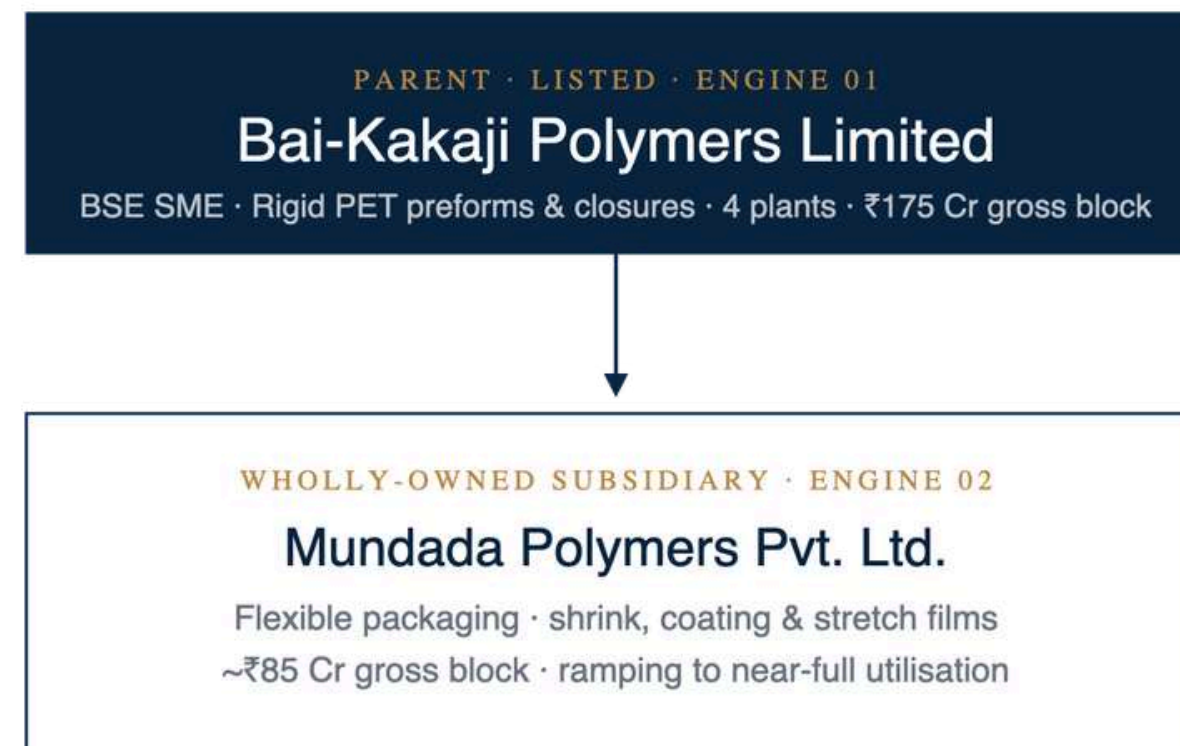 PARENT · LISTED · ENGINE 01
Bai-Kakaji Polymers Limited
BSE SME · Rigid PET preforms & closures · 4 plants · ₹175 Cr gross block
WHOLLY-OWNED SUBSIDIARY · ENGINE 02
Mundada Polymers Pvt. Ltd.
Flexible packaging · shrink, coating & stretch films
~₹85 Cr gross block · ramping to near-full utilisation